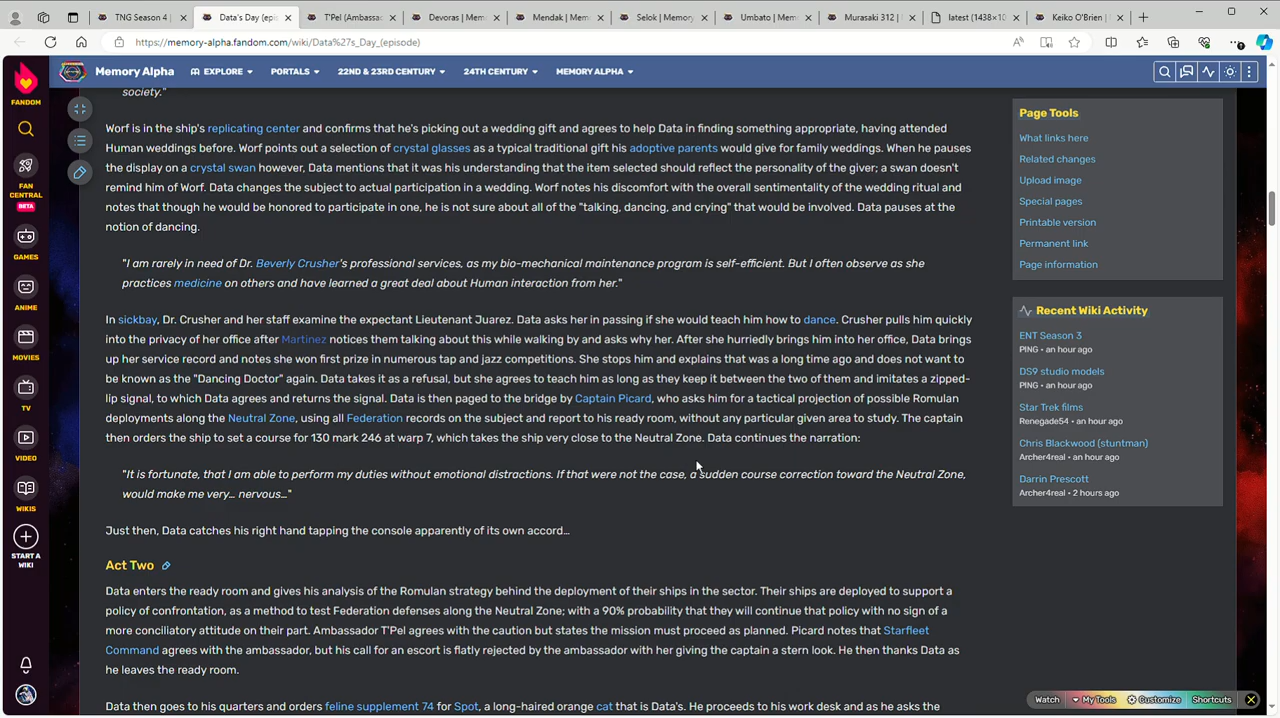 TNG Season 4 |
Data's Day (epi
T'Pel (Ambassac
Devoras | Mem
Mendak | Mem
Selok | Memory
Umbato | Mem
Murasaki 312 |
latest (1438×10
Keiko O'Brien |
https://memory-alpha.fandom.com/wiki/Data%27s_Day_(episode)
FANDOM
FAN CENTRAL
BETA
GAMES
ANIME
MOVIES
TV
VIDEO
WIKIS
START A WIKI
Memory Alpha
EXPLORE
PORTALS
22ND & 23RD CENTURY
24TH CENTURY
MEMORY ALPHA
society."
Worf is in the ship's replicating center and confirms that he's picking out a wedding gift and agrees to help Data in finding something appropriate, having attended
Human weddings before. Worf points out a selection of crystal glasses as a typical traditional gift his adoptive parents would give for family weddings. When he pauses
the display on a crystal swan however, Data mentions that it was his understanding that the item selected should reflect the personality of the giver; a swan doesn't
remind him of Worf. Data changes the subject to actual participation in a wedding. Worf notes his discomfort with the overall sentimentality of the wedding ritual and
notes that though he would be honored to participate in one, he is not sure about all of the "talking, dancing, and crying" that would be involved. Data pauses at the
notion of dancing.
"I am rarely in need of Dr. Beverly Crusher's professional services, as my bio-mechanical maintenance program is self-efficient. But I often observe as she
practices medicine on others and have learned a great deal about Human interaction from her."
In sickbay, Dr. Crusher and her staff examine the expectant Lieutenant Juarez. Data asks her in passing if she would teach him how to dance. Crusher pulls him quickly
into the privacy of her office after Martinez notices them talking about this while walking by and asks why her. After she hurriedly brings him into her office, Data brings
up her service record and notes she won first prize in numerous tap and jazz competitions. She stops him and explains that was a long time ago and does not want to
be known as the "Dancing Doctor" again. Data takes it as a refusal, but she agrees to teach him as long as they keep it between the two of them and imitates a zipped-
lip signal, to which Data agrees and returns the signal. Data is then paged to the bridge by Captain Picard, who asks him for a tactical projection of possible Romulan
deployments along the Neutral Zone, using all Federation records on the subject and report to his ready room, without any particular given area to study. The captain
then orders the ship to set a course for 130 mark 246 at warp 7, which takes the ship very close to the Neutral Zone. Data continues the narration:
"It is fortunate, that I am able to perform my duties without emotional distractions. If that were not the case, a sudden course correction toward the Neutral Zone,
would make me very… nervous…"
Just then, Data catches his right hand tapping the console apparently of its own accord…
Act Two
Data enters the ready room and gives his analysis of the Romulan strategy behind the deployment of their ships in the sector. Their ships are deployed to support a
policy of confrontation, as a method to test Federation defenses along the Neutral Zone; with a 90% probability that they will continue that policy with no sign of a
more conciliatory attitude on their part. Ambassador T'Pel agrees with the caution but states the mission must proceed as planned. Picard notes that Starfleet
Command agrees with the ambassador, but his call for an escort is flatly rejected by the ambassador with her giving the captain a stern look. He then thanks Data as
he leaves the ready room.
Data then goes to his quarters and orders feline supplement 74 for Spot, a long-haired orange cat that is Data's. He proceeds to his work desk and as he asks the
Page Tools
What links here
Related changes
Upload image
Special pages
Printable version
Permanent link
Page information
Recent Wiki Activity
ENT Season 3
PING • an hour ago
DS9 studio models
PING • an hour ago
Star Trek films
Renegade54 • an hour ago
Chris Blackwood (stuntman)
Archer4real • an hour ago
Darrin Prescott
Archer4real • 2 hours ago
Watch
My Tools
Customize
Shortcuts